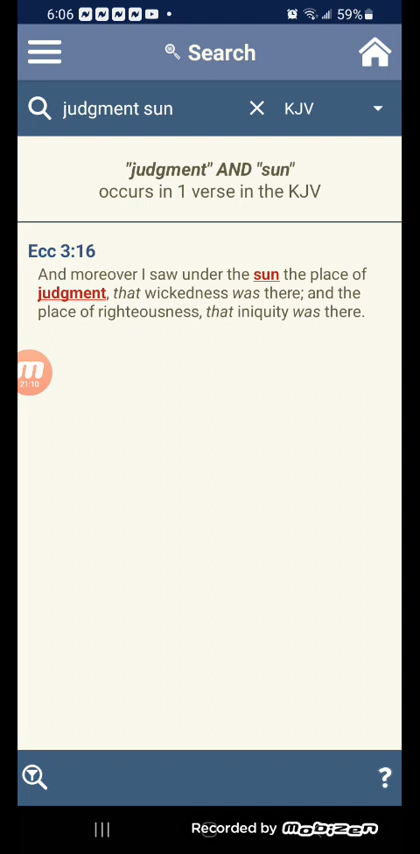 6:06 59%
Search
judgment sun KJV
"judgment" AND "sun"
occurs in 1 verse in the KJV
Ecc 3:16
And moreover I saw under the sun the place of
judgment, that wickedness was there; and the
place of righteousness, that iniquity was there.
21:10
?
Recorded by mobizen